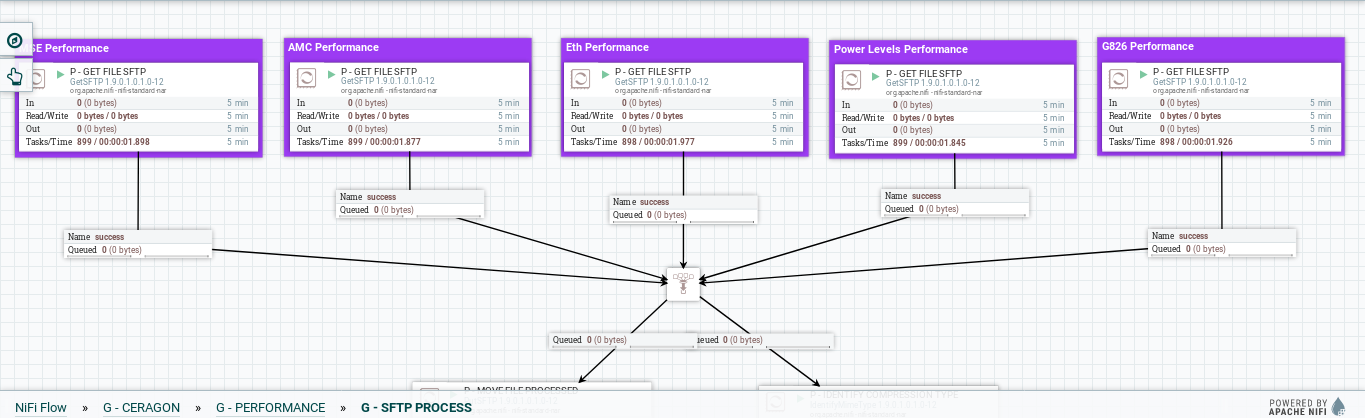 SE Performance
P - GET FILE SFTP
GetSFTP 1.9.0.1.0.1.0-12
org.apache.nifi - nifi-standard-nar
In 0 (0 bytes) 5 min
Read/Write 0 bytes / 0 bytes 5 min
Out 0 (0 bytes) 5 min
Tasks/Time 899 / 00:00:01.898 5 min
AMC Performance
P - GET FILE SFTP
GetSFTP 1.9.0.1.0.1.0-12
org.apache.nifi - nifi-standard-nar
In 0 (0 bytes) 5 min
Read/Write 0 bytes / 0 bytes 5 min
Out 0 (0 bytes) 5 min
Tasks/Time 899 / 00:00:01.877 5 min
Eth Performance
P - GET FILE SFTP
GetSFTP 1.9.0.1.0.1.0-12
org.apache.nifi - nifi-standard-nar
In 0 (0 bytes) 5 min
Read/Write 0 bytes / 0 bytes 5 min
Out 0 (0 bytes) 5 min
Tasks/Time 898 / 00:00:01.977 5 min
Power Levels Performance
P - GET FILE SFTP
GetSFTP 1.9.0.1.0.1.0-12
org.apache.nifi - nifi-standard-nar
In 0 (0 bytes) 5 min
Read/Write 0 bytes / 0 bytes 5 min
Out 0 (0 bytes) 5 min
Tasks/Time 899 / 00:00:01.845 5 min
G826 Performance
P - GET FILE SFTP
GetSFTP 1.9.0.1.0.1.0-12
org.apache.nifi - nifi-standard-nar
In 0 (0 bytes) 5 min
Read/Write 0 bytes / 0 bytes 5 min
Out 0 (0 bytes) 5 min
Tasks/Time 898 / 00:00:01.926 5 min
Name success
Queued 0 (0 bytes)
Name success
Queued 0 (0 bytes)
Name success
Queued 0 (0 bytes)
Name success
Queued 0 (0 bytes)
Name success
Queued 0 (0 bytes)
Queued 0 (0 bytes)
ueued 0 (0 bytes)
P - MOVE FILE PROCESSED
P - IDENTIFY COMPRESSION TYPE
NiFi Flow » G - CERAGON » G - PERFORMANCE » G - SFTP PROCESS
POWERED BY
APACHE NIFI